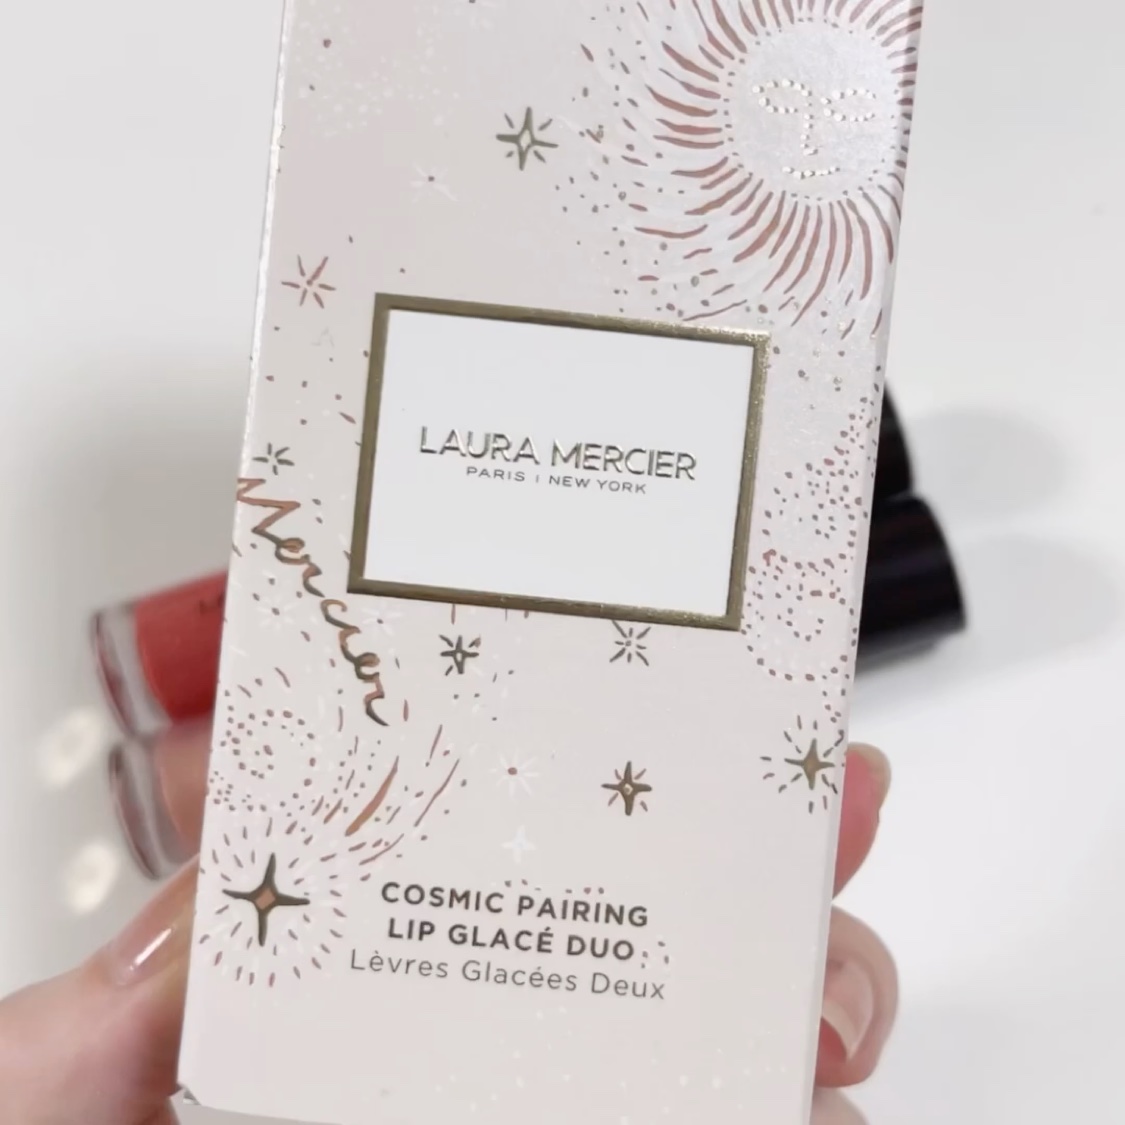 LAURA MERCIER
PARIS | NEW YORK
Mercier
COSMIC PAIRING
LIP GLACÉ DUO
Lèvres Glacées Deux